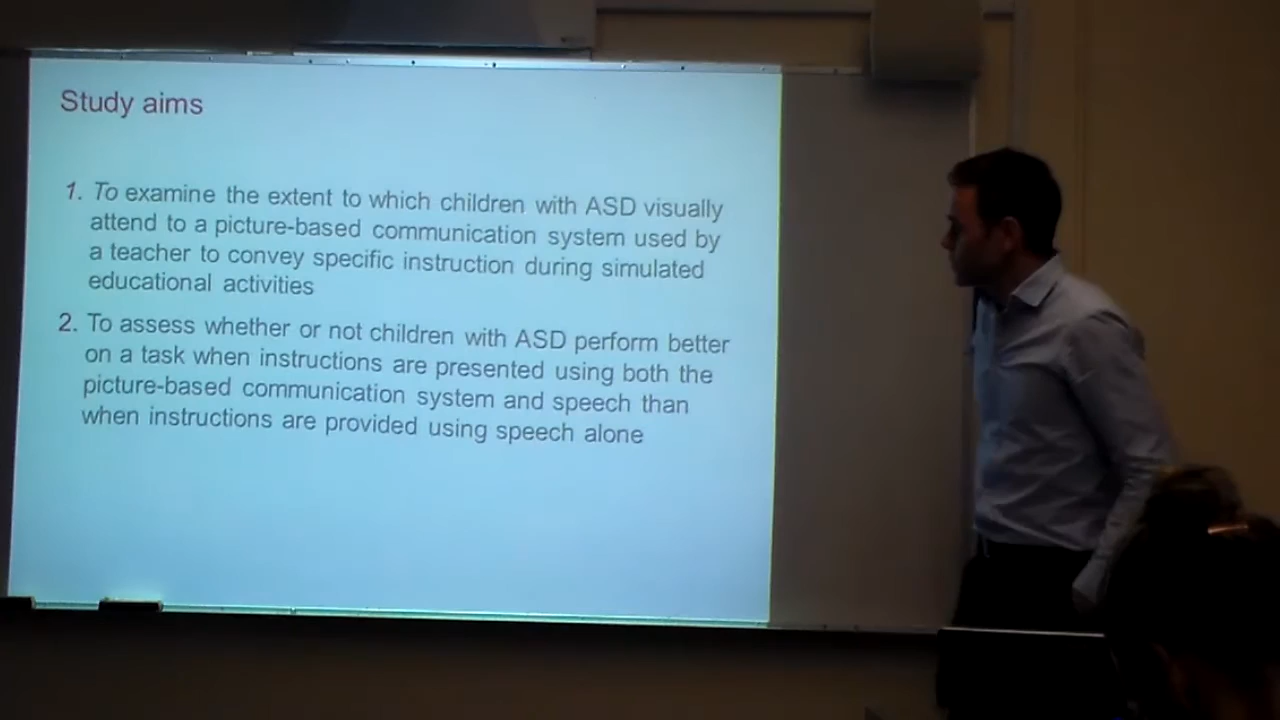 Study aims
1. To examine the extent to which children with ASD visually
attend to a picture-based communication system used by
a teacher to convey specific instruction during simulated
educational activities
2. To assess whether or not children with ASD perform better
on a task when instructions are presented using both the
picture-based communication system and speech than
when instructions are provided using speech alone